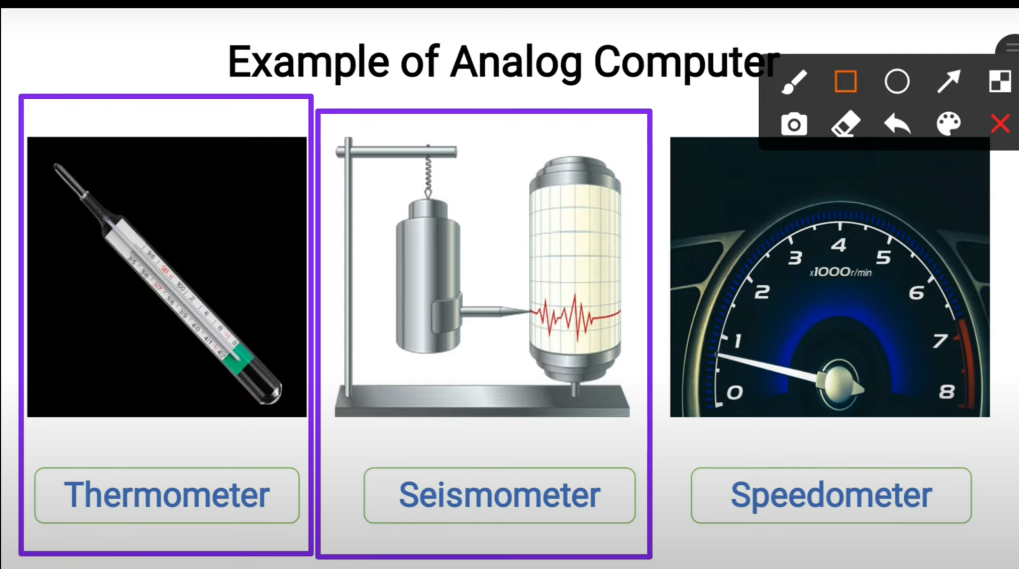 Example of Analog Computer
0
1
2
3
4
5
6
7
8
x1000r/min
Thermometer
Seismometer
Speedometer